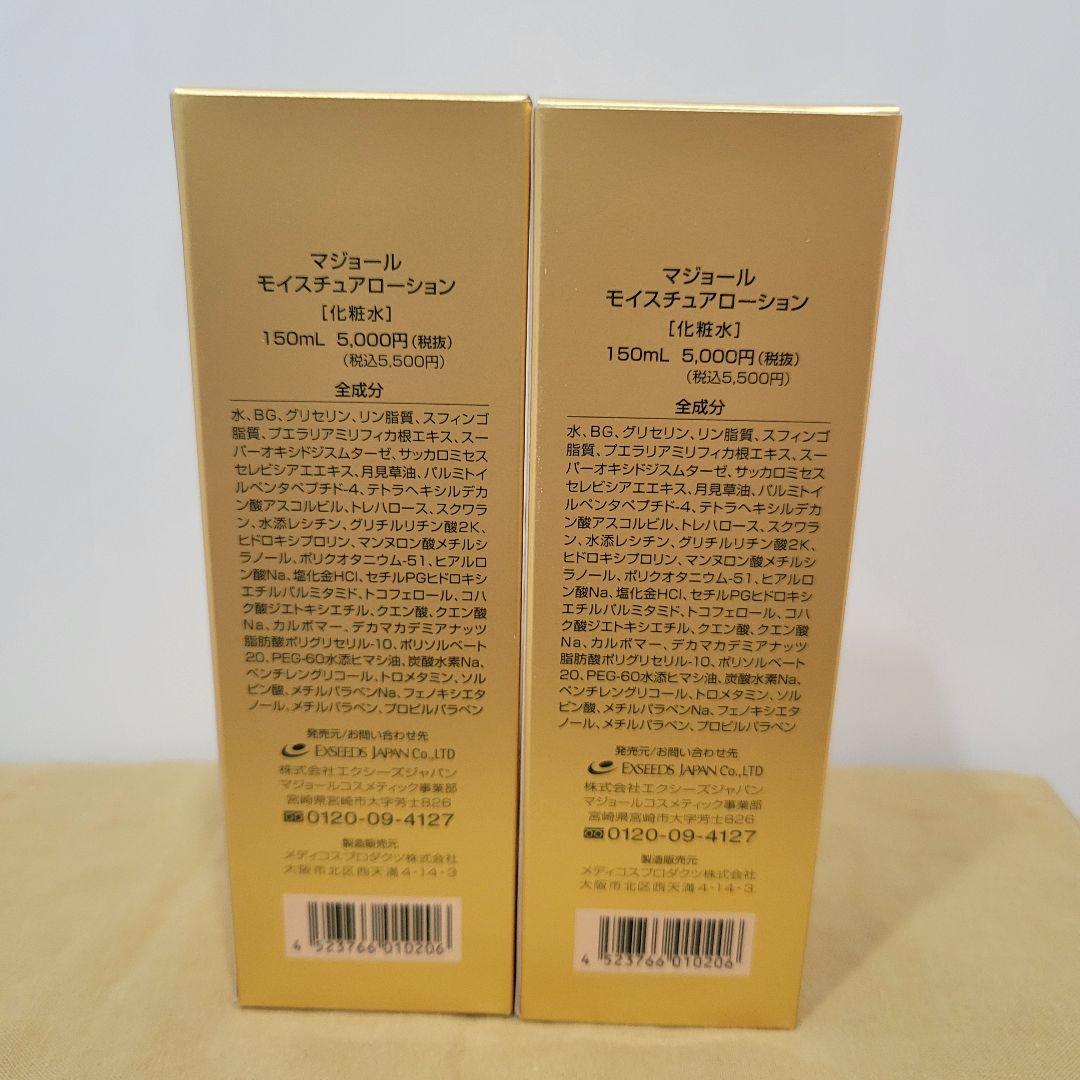 マジョール
モイスチュアローション
[化粧水]
150mL 5,000円(税抜)
(税込5,500円)
全成分
水、BG、グリセリン、リン脂質、スフィンゴ
脂質、プエラリアミリフィカ根エキス、スー
パーオキシドジスムターゼ、サッカロミセス
セレビシアエエキス、月見草油、パルミトイ
ルペンタペプチド-4、テトラヘキシルデカ
ン酸アスコルビル、トレハロース、スクワラ
ン、水添レシチン、グリチルリチン酸2K、
ヒドロキシプロリン、マンヌロン酸メチルシ
ラノール、ポリクオタニウム-51、ヒアルロ
ン酸Na、塩化金HCl、セチルPGヒドロキシ
エチルパルミタミド、トコフェロール、コハ
ク酸ジエトキシエチル、クエン酸、クエン酸
Na、カルボマー、デカマカデミアナッツ
脂肪酸ポリグリセリル-10、ポリソルベート
20、PEG-60水添ヒマシ油、炭酸水素Na、
ペンチレングリコール、トロメタミン、ソル
ビン酸、メチルパラベンNa、フェノキシエタ
ノール、メチルパラベン、プロピルパラベン
発売元/お問い合わせ先
EXSEEDS JAPAN Co.,LTD
株式会社エクシーズジャパン
マジョールコスメティック事業部
宮崎県宮崎市大字芳士826
0120-09-4127
製造販売元
メディコスプロダクツ株式会社
大阪市北区西天満4-14-3
4 523766 010206
マジョール
モイスチュアローション
[化粧水]
150mL 5,000円(税抜)
(税込5,500円)
全成分
水、BG、グリセリン、リン脂質、スフィンゴ
脂質、プエラリアミリフィカ根エキス、スー
パーオキシドジスムターゼ、サッカロミセス
セレビシアエエキス、月見草油、パルミトイ
ルペンタペプチド-4、テトラヘキシルデカ
ン酸アスコルビル、トレハロース、スクワラ
ン、水添レシチン、グリチルリチン酸2K、
ヒドロキシプロリン、マンヌロン酸メチルシ
ラノール、ポリクオタニウム-51、ヒアルロ
ン酸Na、塩化金HCl、セチルPGヒドロキシ
エチルパルミタミド、トコフェロール、コハ
ク酸ジエトキシエチル、クエン酸、クエン酸
Na、カルボマー、デカマカデミアナッツ
脂肪酸ポリグリセリル-10、ポリソルベート
20、PEG-60水添ヒマシ油、炭酸水素Na、
ペンチレングリコール、トロメタミン、ソル
ビン酸、メチルパラベンNa、フェノキシエタ
ノール、メチルパラベン、プロピルパラベン
発売元/お問い合わせ先
EXSEEDS JAPAN Co.,LTD
株式会社エクシーズジャパン
マジョールコスメティック事業部
宮崎県宮崎市大字芳士826
0120-09-4127
製造販売元
メディコスプロダクツ株式会社
大阪市北区西天満4-14-3
4 523766 010206